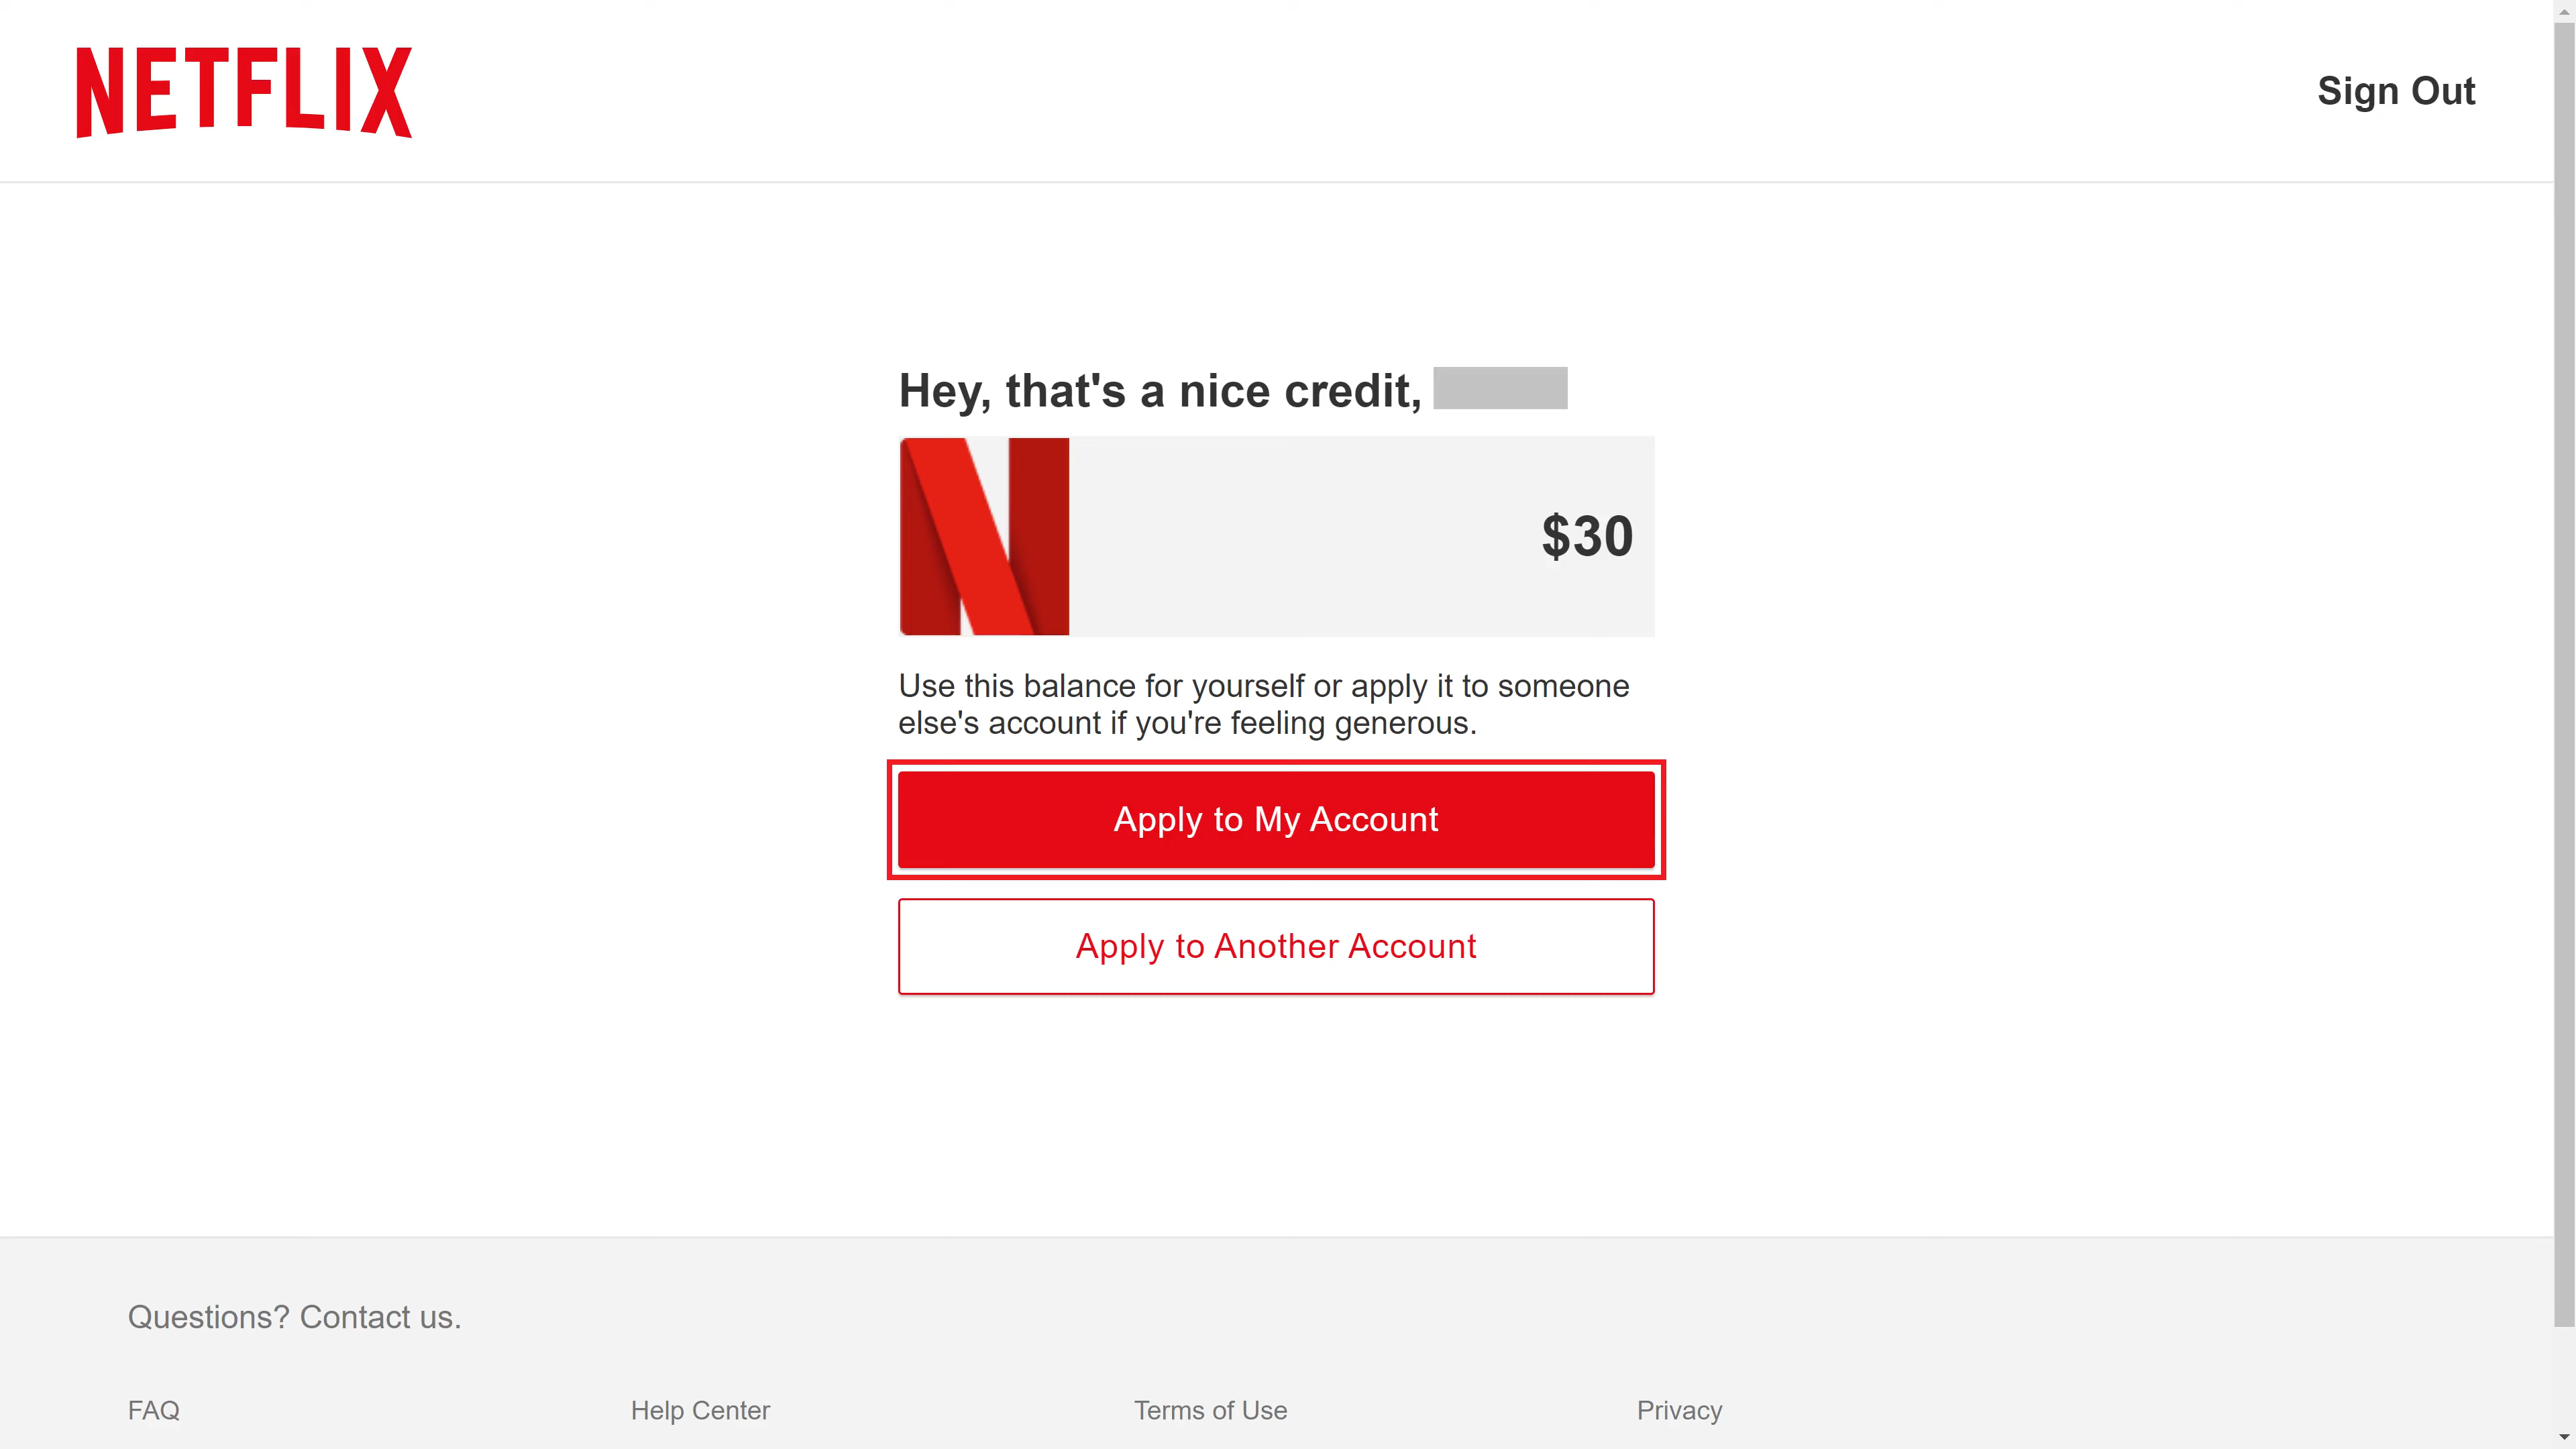 NETFLIX
Sign Out
Hey, that's a nice credit,
$30
Use this balance for yourself or apply it to someone
else's account if you're feeling generous.
Apply to My Account
Apply to Another Account
Questions? Contact us.
FAQ
Help Center
Terms of Use
Privacy